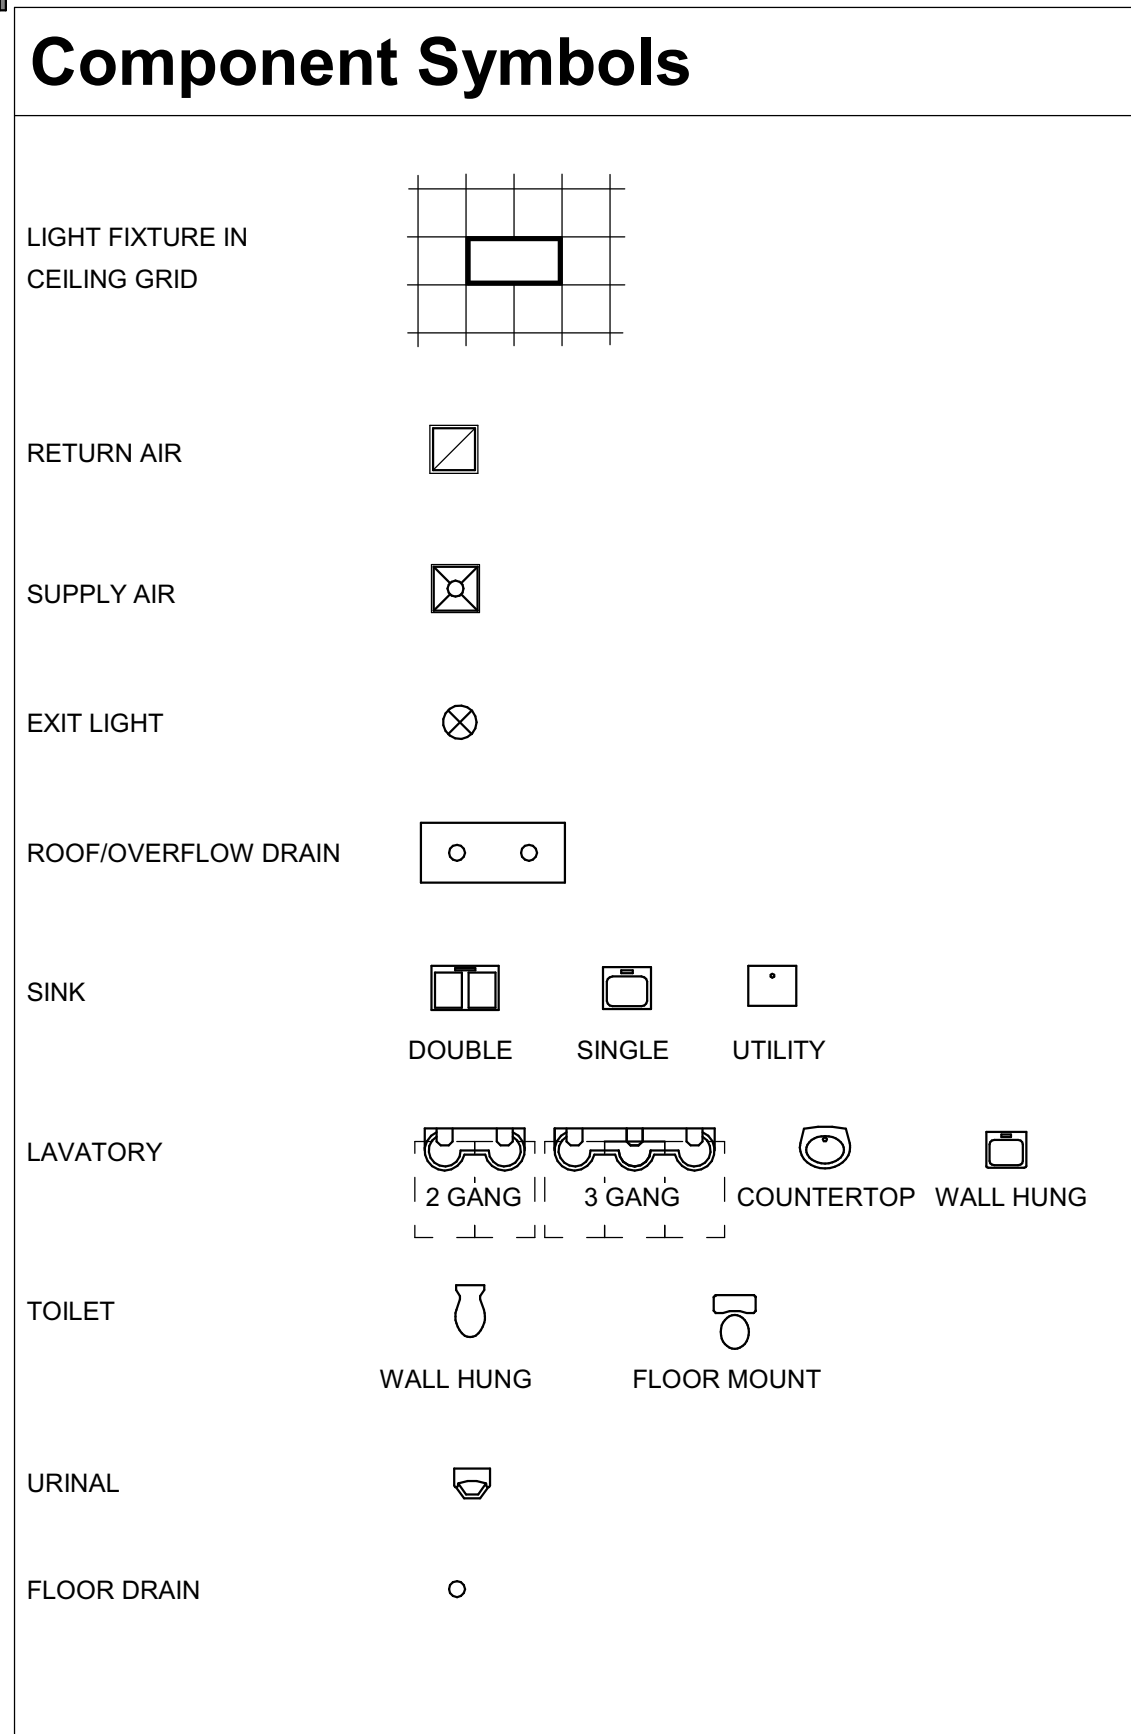 Component Symbols
LIGHT FIXTURE IN
CEILING GRID
RETURN AIR
SUPPLY AIR
EXIT LIGHT
ROOF/OVERFLOW DRAIN
SINK
DOUBLE SINGLE UTILITY
LAVATORY
2 GANG 3 GANG COUNTERTOP WALL HUNG
TOILET
WALL HUNG FLOOR MOUNT
URINAL
FLOOR DRAIN